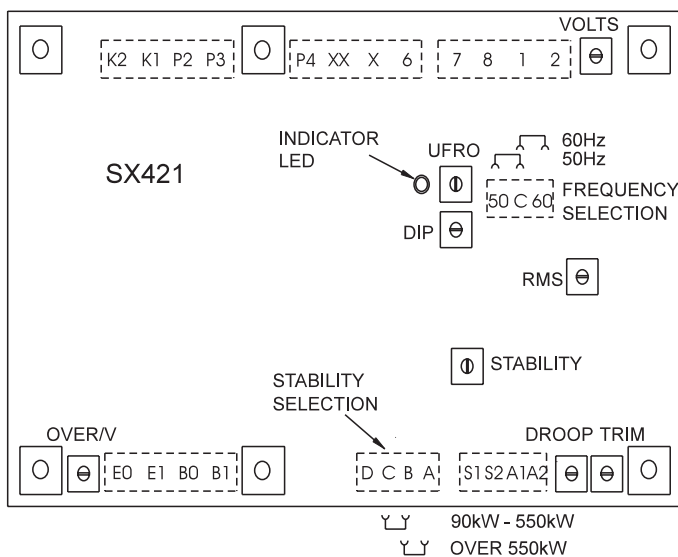 VOLTS
K2 K1 P2 P3 P4 XX X 6 7 8 1 2
INDICATOR
LED
UFRO
60Hz
50Hz
SX421
50 C 60
FREQUENCY
SELECTION
DIP
RMS
STABILITY
STABILITY
SELECTION
OVER/V
DROOP TRIM
E0 E1 B0 B1
D C B A
S1 S2 A1 A2
90kW - 550kW
OVER 550kW